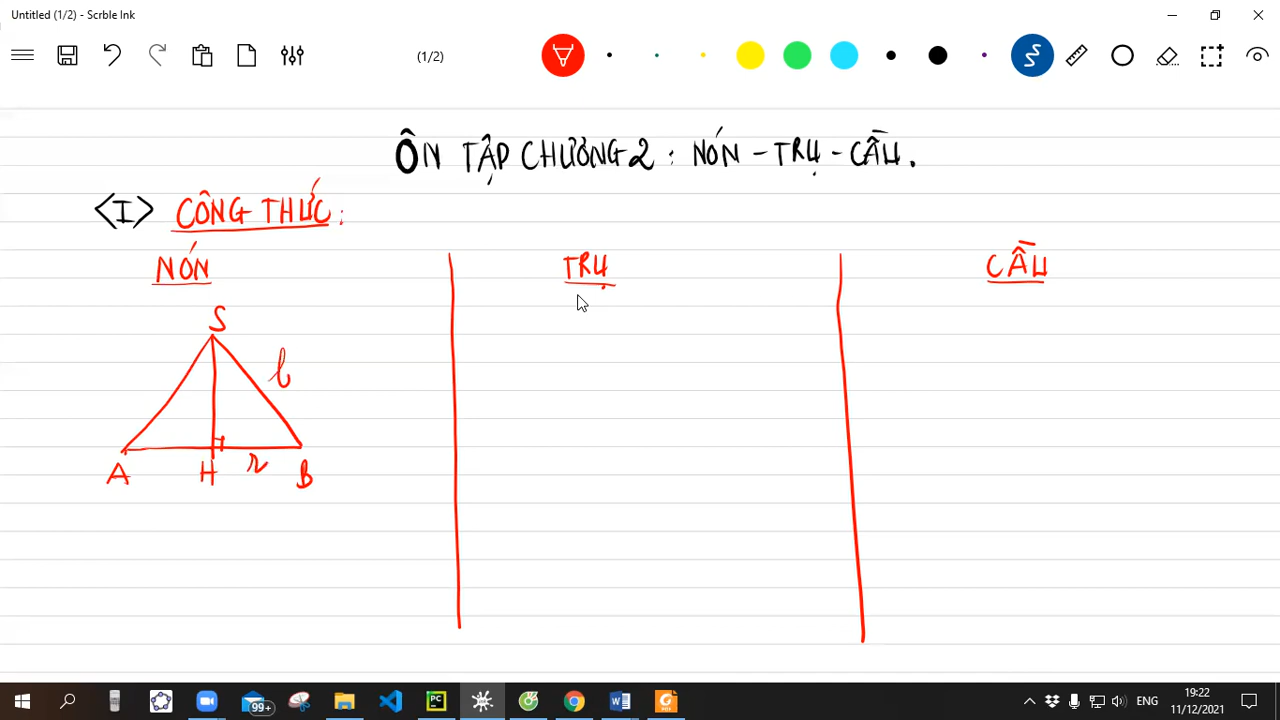 Untitled (1/2) - Scrble Ink
(1/2)
ÔN TẬP CHƯƠNG 2 : NÓN - TRỤ - CẦU.
<I> CÔNG THỨC :
NÓN
TRỤ
CẦU
S
l
A
H
r
B
99+
ENG
19:22
11/12/2021